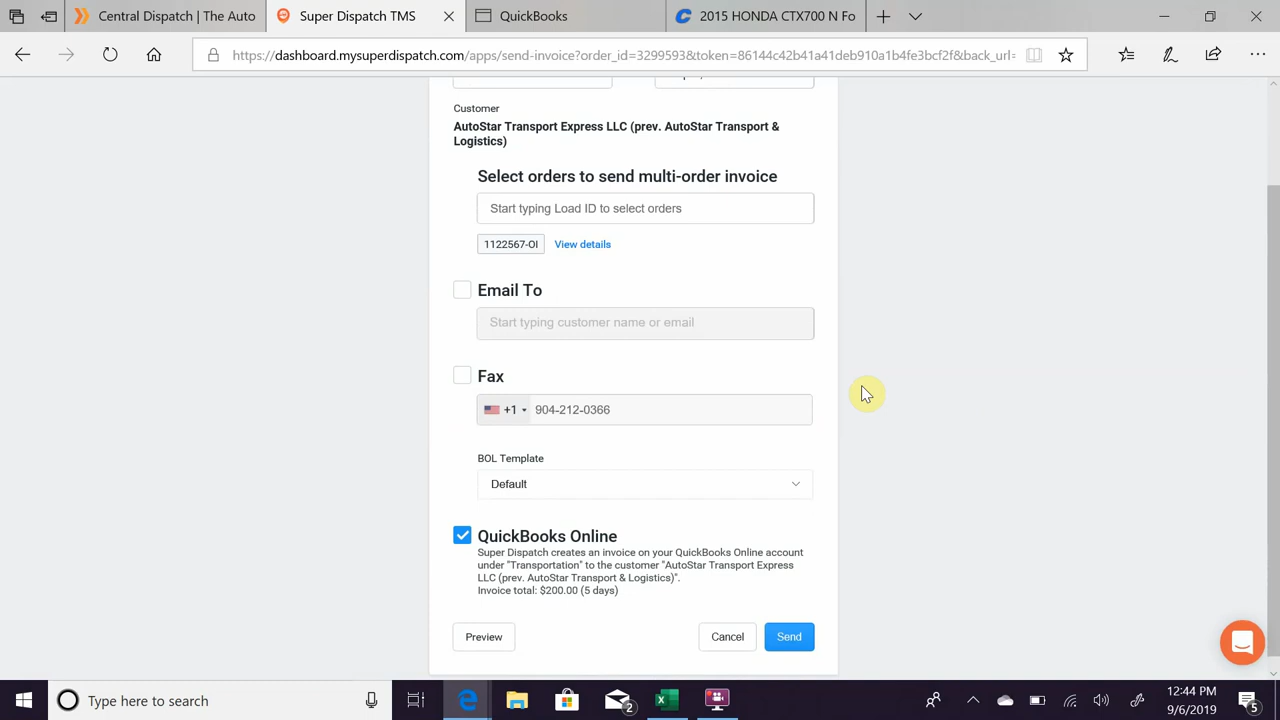 Central Dispatch | The Auto
Super Dispatch TMS
QuickBooks
2015 HONDA CTX700 N Fo
https://dashboard.mysuperdispatch.com/apps/send-invoice?order_id=3299593&token=86144c42b41a41deb910a1b4fe3bcf2f&back_url=
Customer
AutoStar Transport Express LLC (prev. AutoStar Transport &
Logistics)
Select orders to send multi-order invoice
Start typing Load ID to select orders
1122567-OI View details
Email To
Start typing customer name or email
Fax
+1 904-212-0366
BOL Template
Default
QuickBooks Online
Super Dispatch creates an invoice on your QuickBooks Online account
under "Transportation" to the customer "AutoStar Transport Express
LLC (prev. AutoStar Transport & Logistics)".
Invoice total: $200.00 (5 days)
Preview Cancel Send
Type here to search
2
12:44 PM
9/6/2019
5